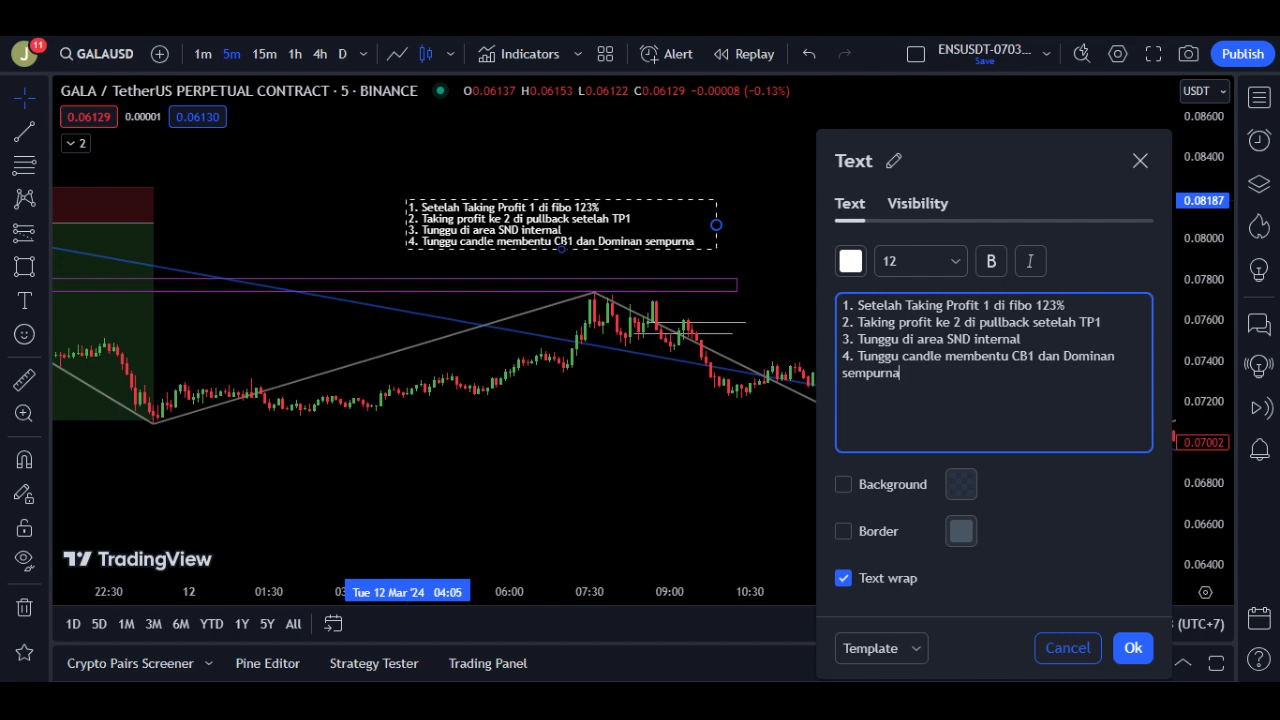 J 11 GALAUSD 1m 5m 15m 1h 4h D Indicators Alert Replay ENSUSDT-0703... Save Publish
GALA / TetherUS PERPETUAL CONTRACT · 5 · BINANCE O0.06137 H0.06153 L0.06122 C0.06129 -0.00008 (-0.13%) USDT
0.06129 0.00001 0.06130
2
1. Setelah Taking Profit 1 di fibo 123%
2. Taking profit ke 2 di pullback setelah TP1
3. Tunggu di area SND internal
4. Tunggu candle membentu CB1 dan Dominan sempurna
Text
Text Visibility
12 B I
1. Setelah Taking Profit 1 di fibo 123%
2. Taking profit ke 2 di pullback setelah TP1
3. Tunggu di area SND internal
4. Tunggu candle membentu CB1 dan Dominan
sempurna
Background
Border
Text wrap
Template Cancel Ok
0.08600
0.08400
0.08187
0.08000
0.07800
0.07600
0.07400
0.07200
0.07002
0.06800
0.06600
0.06400
TradingView
22:30 12 01:30 Tue 12 Mar '24 04:05 06:00 07:30 09:00 10:30
1D 5D 1M 3M 6M YTD 1Y 5Y All (UTC+7)
Crypto Pairs Screener Pine Editor Strategy Tester Trading Panel